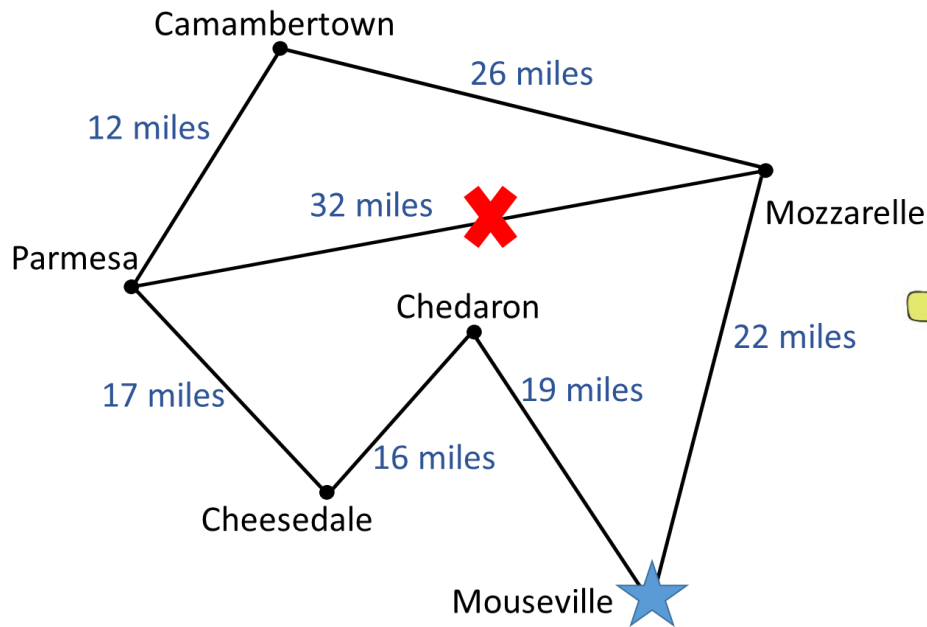 Camambertown
26 miles
12 miles
32 miles
Mozzarelle
Parmesa
Chedaron
22 miles
17 miles
19 miles
16 miles
Cheesedale
Mouseville